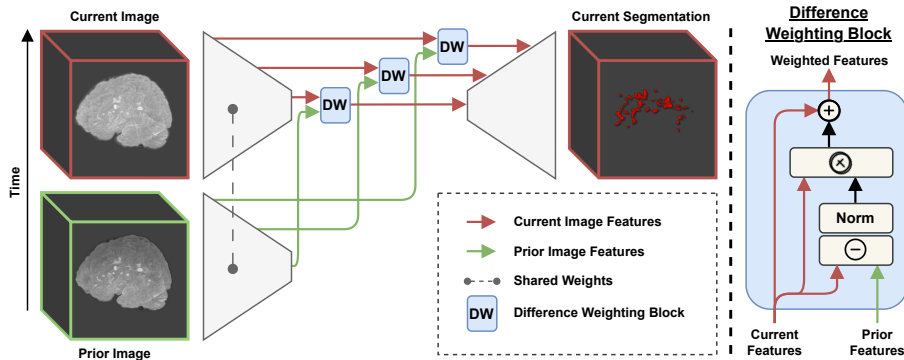 Current Image
Current Segmentation
Difference
Weighting Block
Weighted Features
DW
DW
DW
Time
Norm
Current Image Features
Prior Image Features
Shared Weights
DW
Difference Weighting Block
Prior Image
Current
Features
Prior
Features